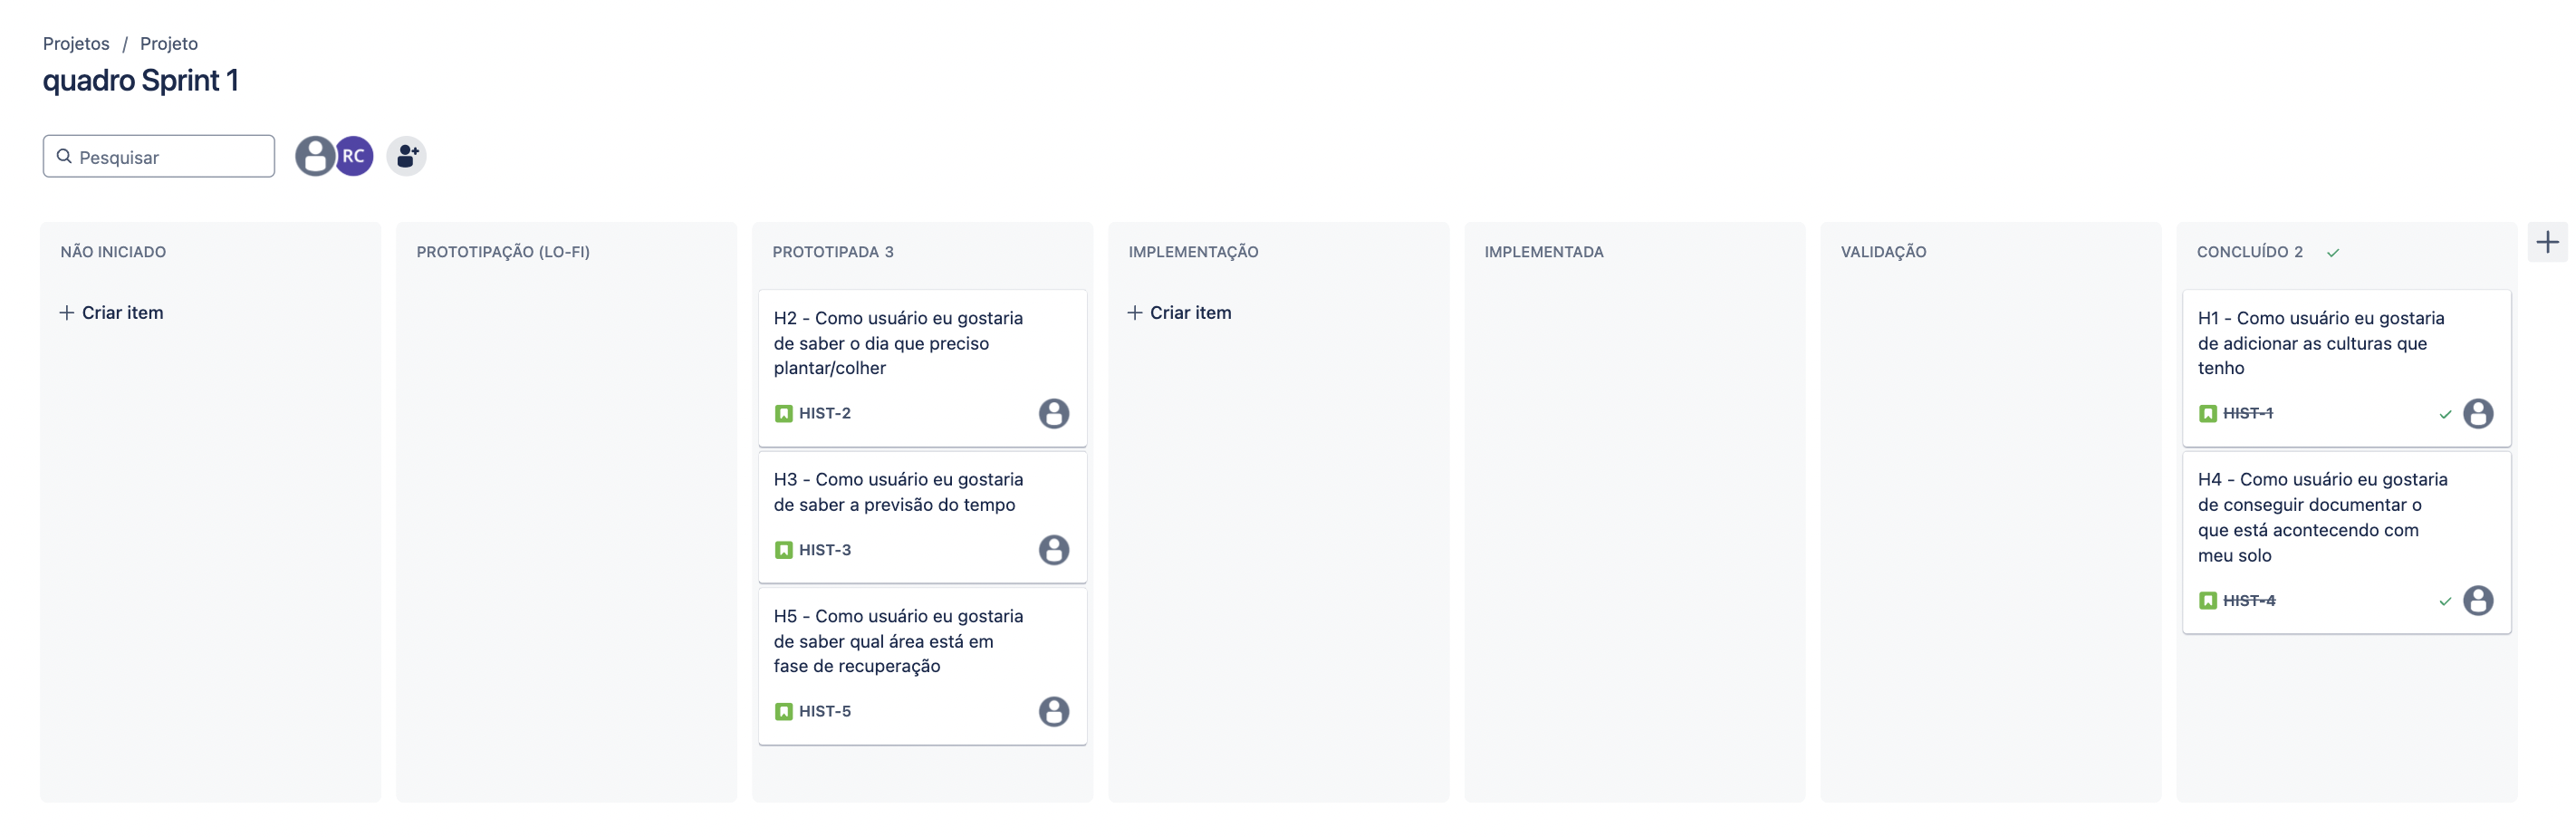 Projetos / Projeto
quadro Sprint 1
Pesquisar
RC
NÃO INICIADO
Criar item
PROTOTIPAÇÃO (LO-FI)
PROTOTIPADA 3
H2 - Como usuário eu gostaria
de saber o dia que preciso
plantar/colher
HIST-2
H3 - Como usuário eu gostaria
de saber a previsão do tempo
HIST-3
H5 - Como usuário eu gostaria
de saber qual área está em
fase de recuperação
HIST-5
IMPLEMENTAÇÃO
Criar item
IMPLEMENTADA
VALIDAÇÃO
CONCLUÍDO 2
H1 - Como usuário eu gostaria
de adicionar as culturas que
tenho
HIST-1
H4 - Como usuário eu gostaria
de conseguir documentar o
que está acontecendo com
meu solo
HIST-4